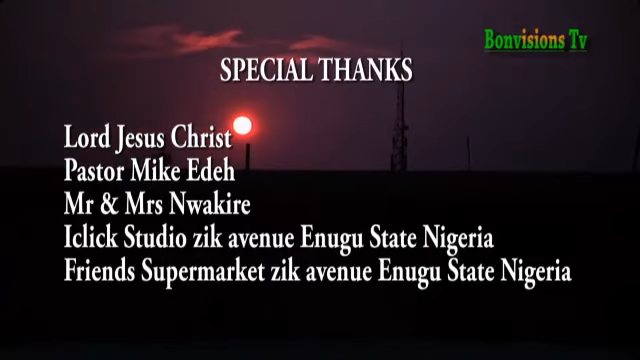 Bonvisions Tv
SPECIAL THANKS
Lord Jesus Christ
Pastor Mike Edeh
Mr & Mrs Nwakire
Iclick Studio zik avenue Enugu State Nigeria
Friends Supermarket zik avenue Enugu State Nigeria